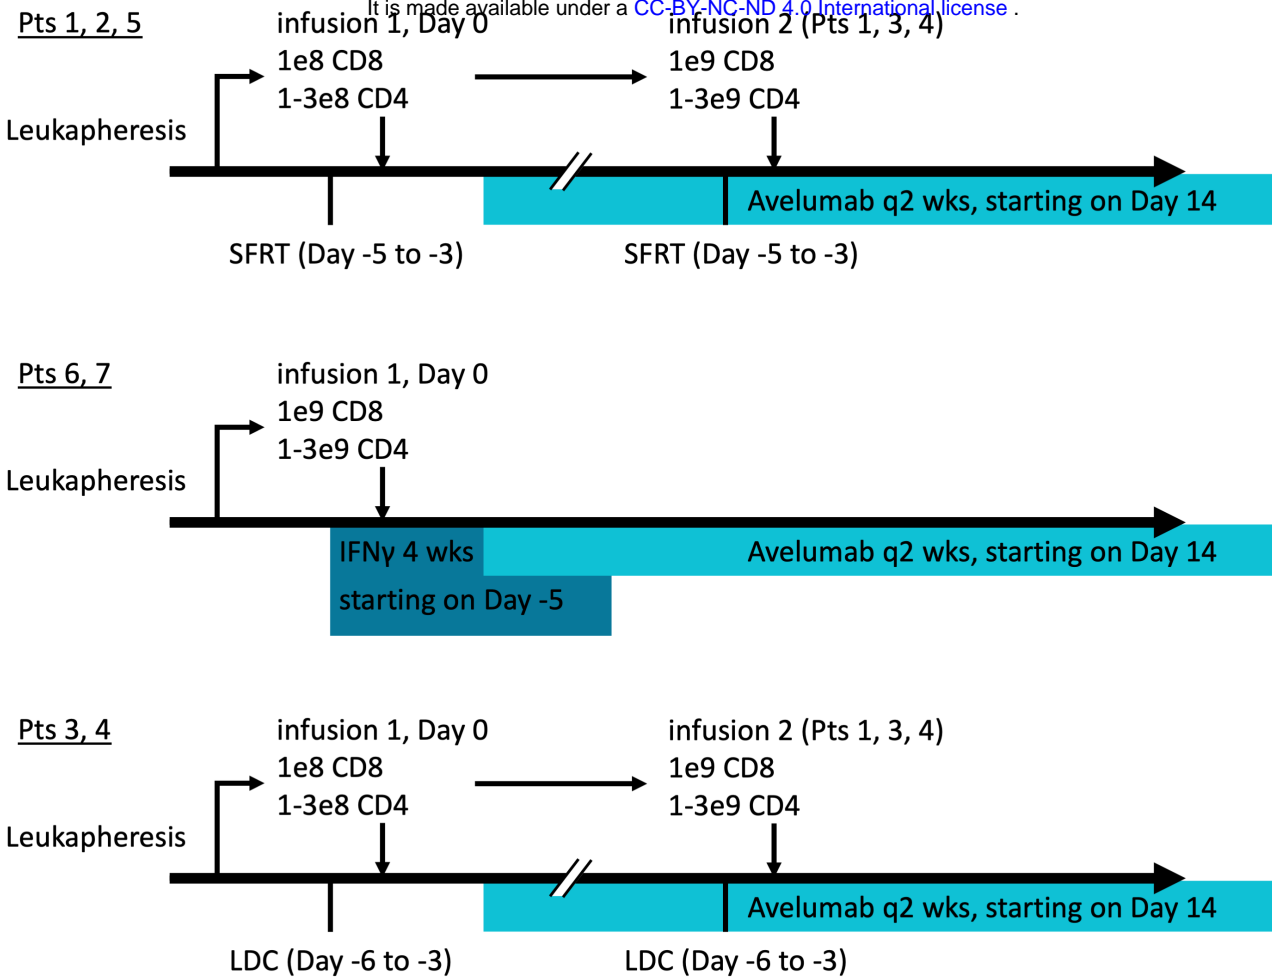 It is made available under a CC-BY-NC-ND 4.0 International license .
Pts 1, 2, 5
infusion 1, Day 0
infusion 2 (Pts 1, 3, 4)
1e8 CD8
1e9 CD8
1-3e8 CD4
1-3e9 CD4
Leukapheresis
Avelumab q2 wks, starting on Day 14
SFRT (Day -5 to -3)
SFRT (Day -5 to -3)
Pts 6, 7
infusion 1, Day 0
1e9 CD8
1-3e9 CD4
Leukapheresis
IFNγ 4 wks
Avelumab q2 wks, starting on Day 14
starting on Day -5
Pts 3, 4
infusion 1, Day 0
infusion 2 (Pts 1, 3, 4)
1e8 CD8
1e9 CD8
1-3e8 CD4
1-3e9 CD4
Leukapheresis
Avelumab q2 wks, starting on Day 14
LDC (Day -6 to -3)
LDC (Day -6 to -3)